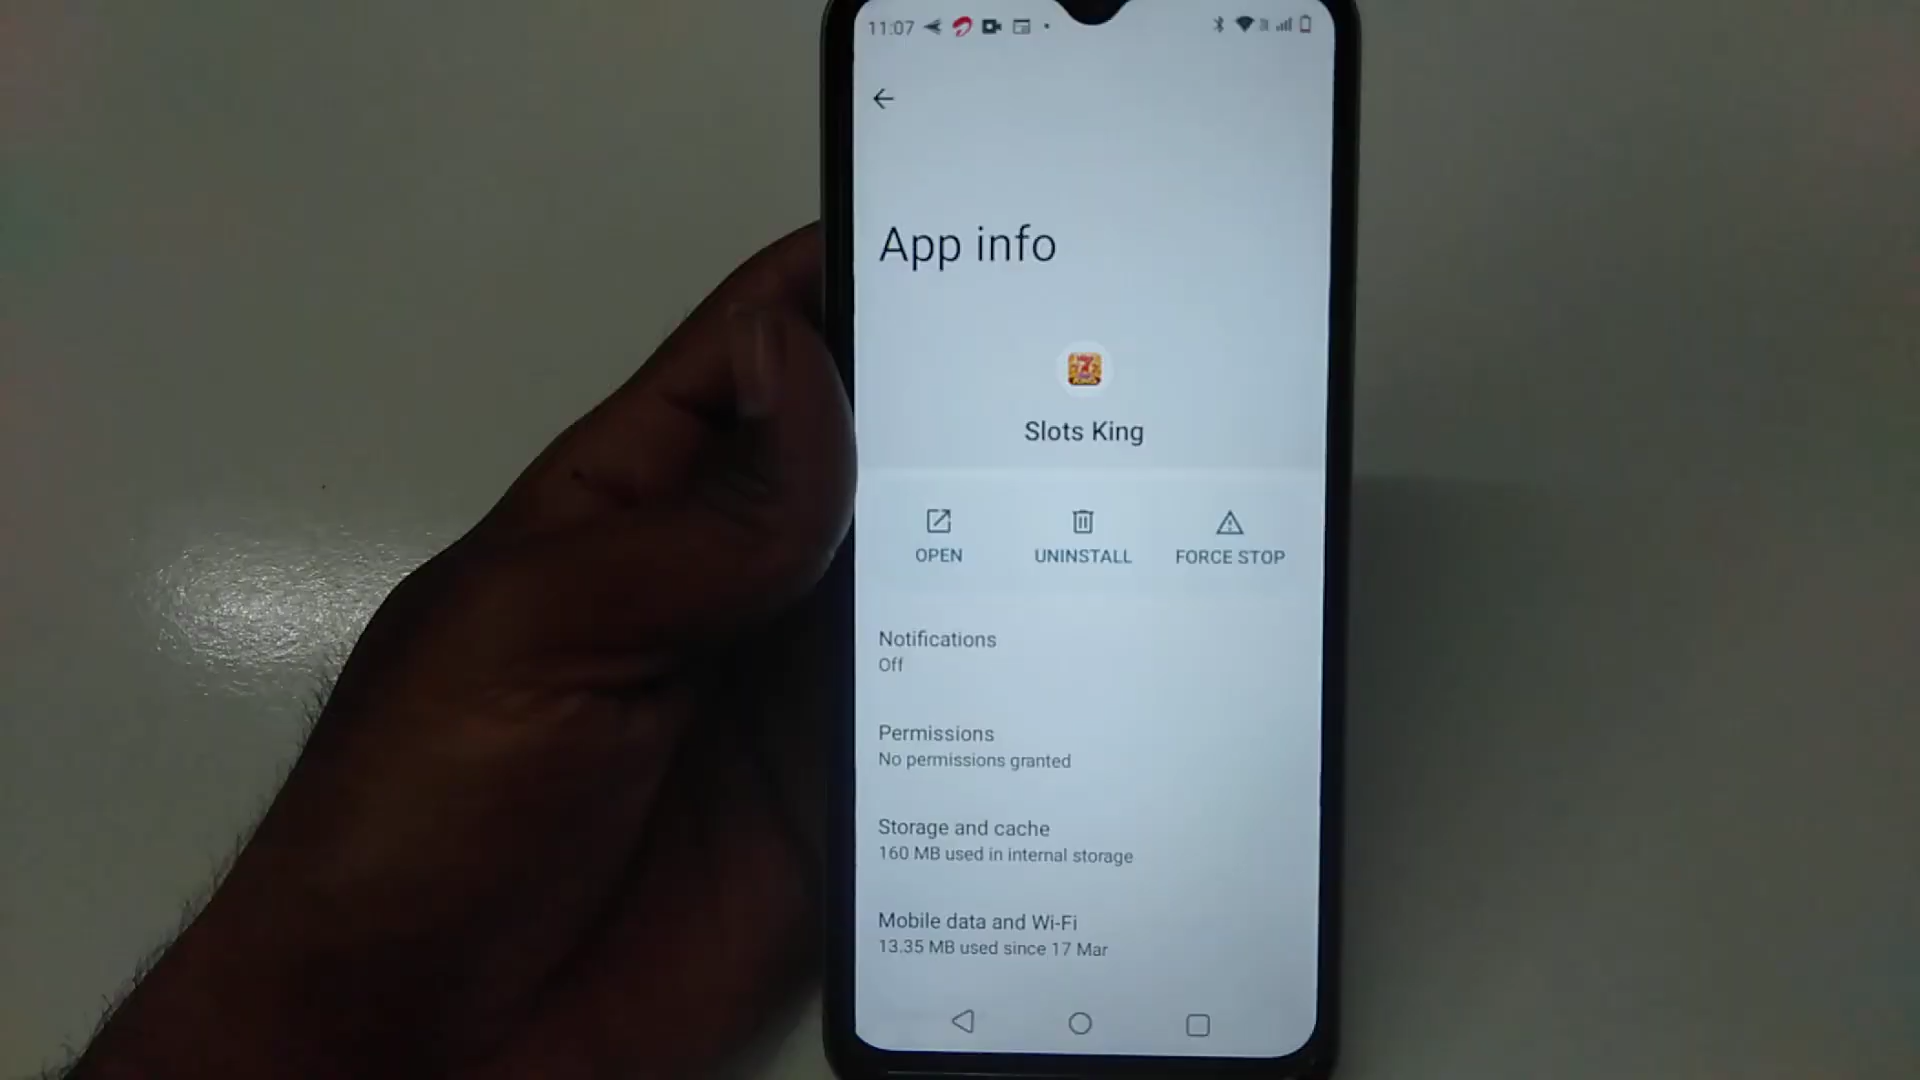 11:07
App info
Slots King
OPEN
UNINSTALL
FORCE STOP
Notifications
Off
Permissions
No permissions granted
Storage and cache
160 MB used in internal storage
Mobile data and Wi-Fi
13.35 MB used since 17 Mar